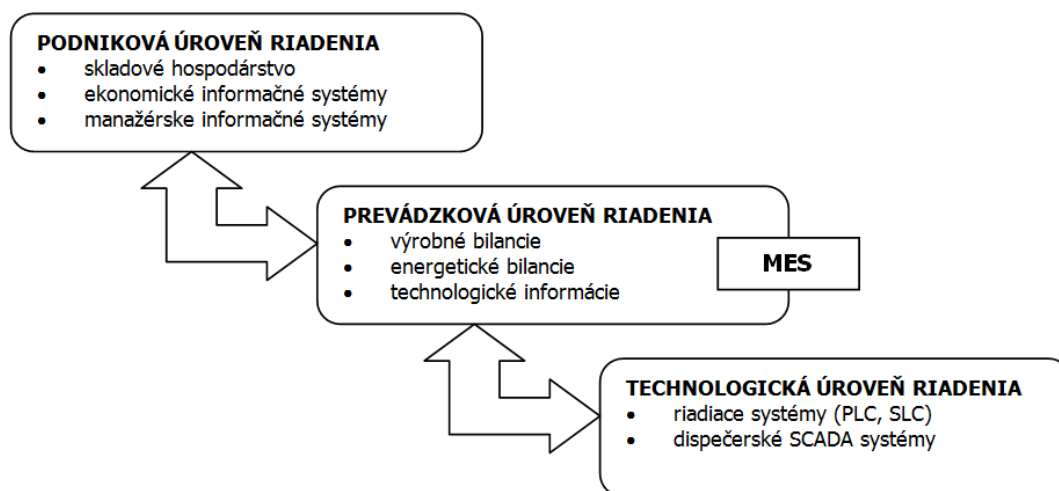 PODNIKOVÁ ÚROVEŇ RIADENIA
• skladové hospodárstvo
• ekonomické informačné systémy
• manažérske informačné systémy
PREVÁDZKOVÁ ÚROVEŇ RIADENIA
• výrobné bilancie
• energetické bilancie
• technologické informácie
MES
TECHNOLOGICKÁ ÚROVEŇ RIADENIA
• riadiace systémy (PLC, SLC)
• dispečerské SCADA systémy